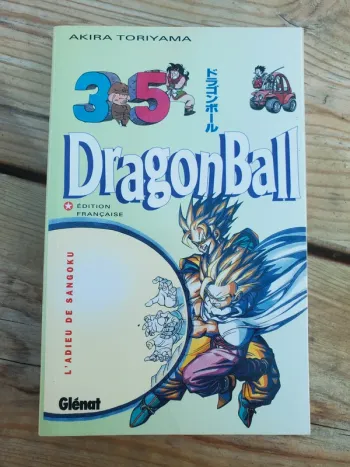 AKIRA TORIYAMA
35
ドラゴンボール
DragonBall
ÉDITION
FRANÇAISE
L'ADIEU DE SANGOKU
Glénat